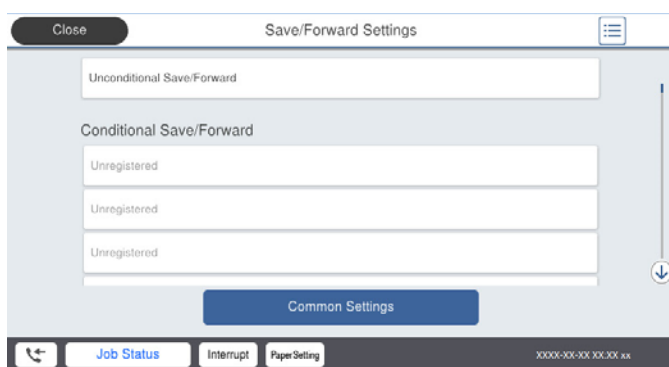 Close
Save/Forward Settings
Unconditional Save/Forward
Conditional Save/Forward
Unregistered
Unregistered
Unregistered
Common Settings
Job Status
Interrupt
Paper Setting
XXXX-XX-XX XX:XX xx